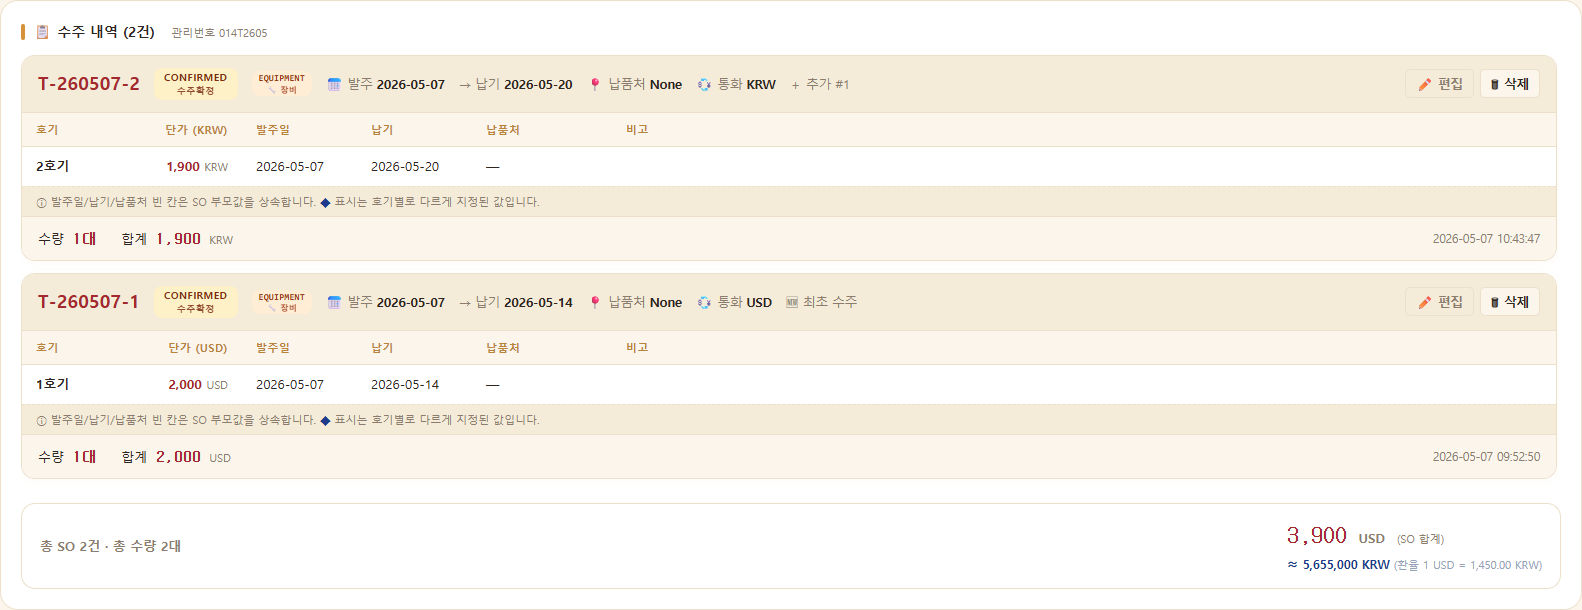 수주 내역 (2건) 관리번호 014T2605
T-260507-2 CONFIRMED 수주확정 EQUIPMENT 장비 발주 2026-05-07 → 납기 2026-05-20 납품처 None 통화 KRW + 추가 #1 편집 삭제
호기 단가 (KRW) 발주일 납기 납품처 비고
2호기 1,900 KRW 2026-05-07 2026-05-20 —
ⓘ 발주일/납기/납품처 빈 칸은 SO 부모값을 상속합니다. ◆ 표시는 호기별로 다르게 지정된 값입니다.
수량 1대 합계 1,900 KRW 2026-05-07 10:43:47
T-260507-1 CONFIRMED 수주확정 EQUIPMENT 장비 발주 2026-05-07 → 납기 2026-05-14 납품처 None 통화 USD NEW 최초 수주 편집 삭제
호기 단가 (USD) 발주일 납기 납품처 비고
1호기 2,000 USD 2026-05-07 2026-05-14 —
ⓘ 발주일/납기/납품처 빈 칸은 SO 부모값을 상속합니다. ◆ 표시는 호기별로 다르게 지정된 값입니다.
수량 1대 합계 2,000 USD 2026-05-07 09:52:50
총 SO 2건 · 총 수량 2대 3,900 USD (SO 합계)
≈ 5,655,000 KRW (환율 1 USD = 1,450.00 KRW)